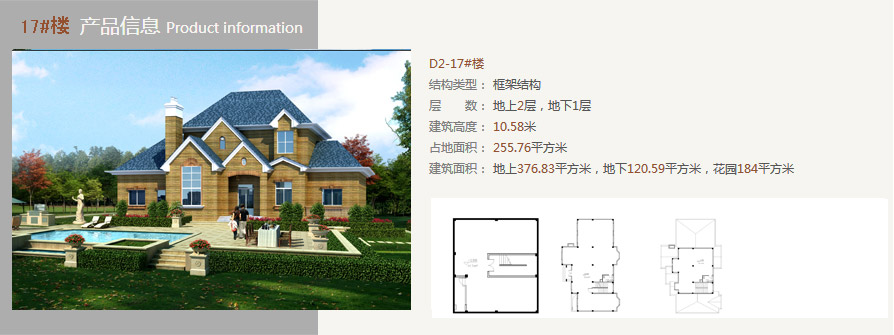 17#楼 产品信息 Product information
D2-17#楼
结构类型： 框架结构
层　　数： 地上2层，地下1层
建筑高度： 10.58米
占地面积： 255.76平方米
建筑面积： 地上376.83平方米，地下120.59平方米，花园184平方米